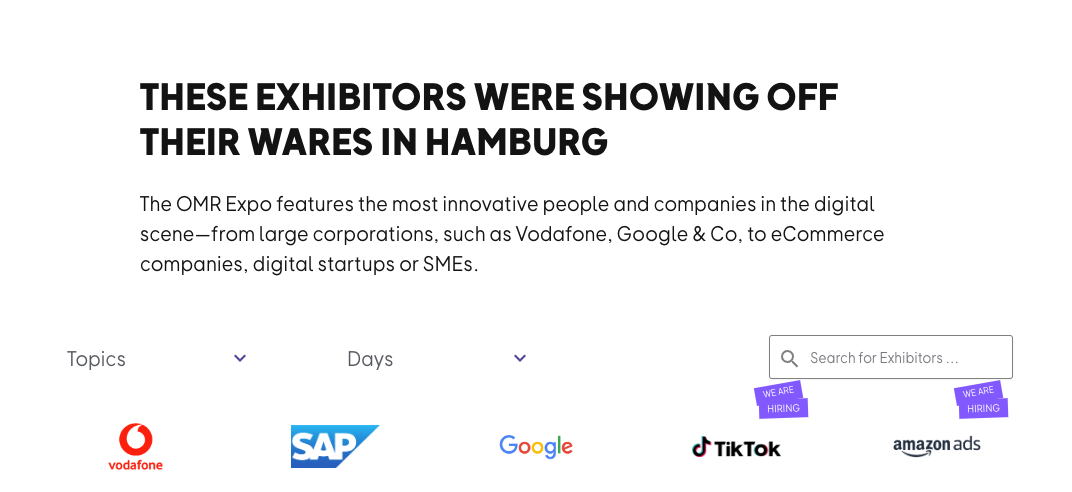 THESE EXHIBITORS WERE SHOWING OFF
THEIR WARES IN HAMBURG
The OMR Expo features the most innovative people and companies in the digital
scene—from large corporations, such as Vodafone, Google & Co, to eCommerce
companies, digital startups or SMEs.
Topics
Days
Search for Exhibitors ...
WE ARE
HIRING
WE ARE
HIRING
vodafone
SAP
Google
TikTok
amazon ads